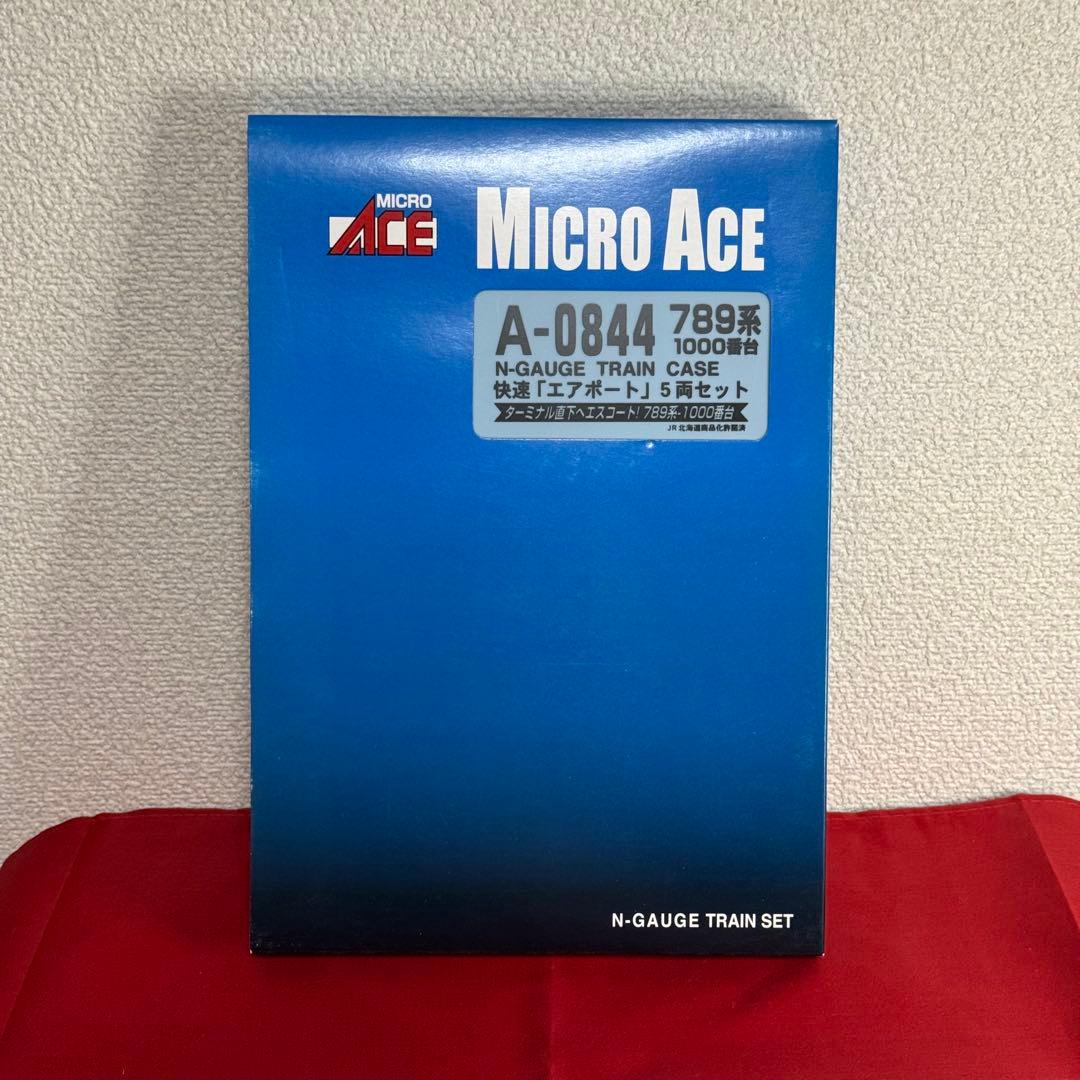 MICRO
ACE
MICRO ACE
A-0844 789系
1000番台
N-GAUGE TRAIN CASE
快速「エアポート」5両セット
ターミナル直下へエスコート! 789系-1000番台
JR北海道商品化許諾済
N-GAUGE TRAIN SET